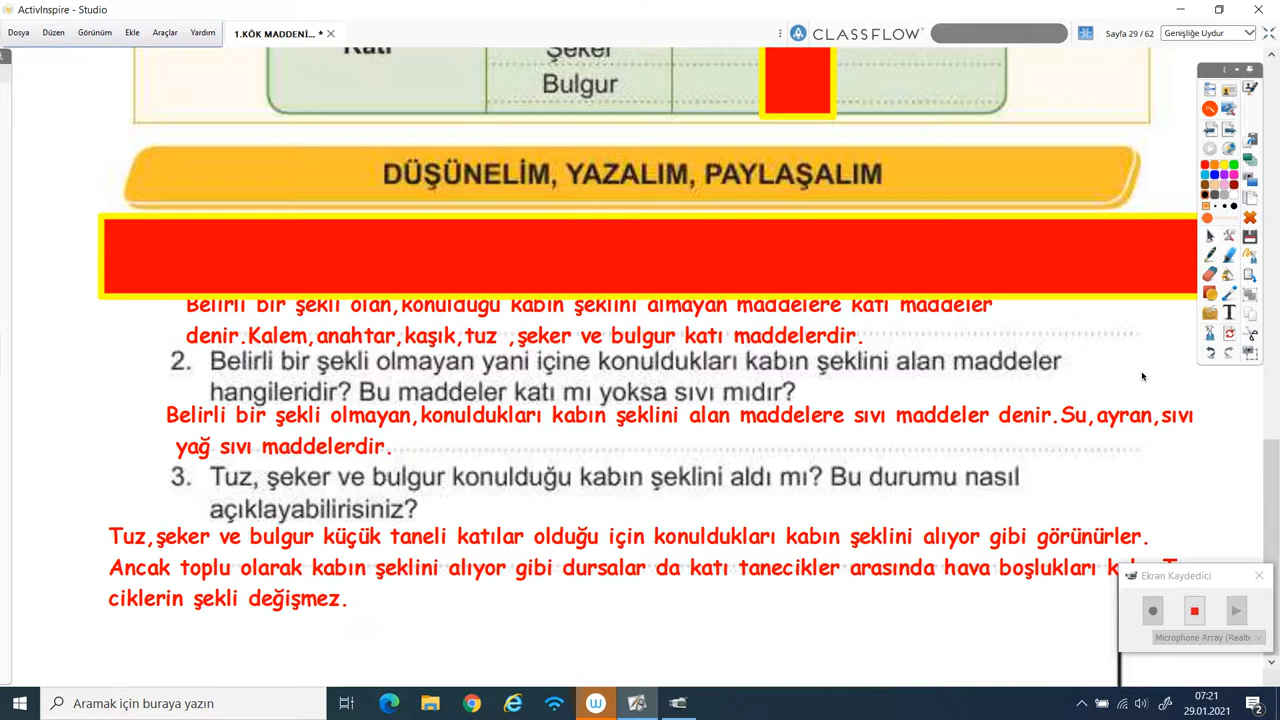 ActivInspire - Studio
Dosya Düzen Görünüm Ekle Araçlar Yardım
1.KÖK MADDENİ... *
CLASSFLOW
Sayfa 29 / 62
Genişliğe Uydur
Katı
Şeker
Bulgur
DÜŞÜNELİM, YAZALIM, PAYLAŞALIM
Belirli bir şekli olan,konulduğu kabın şeklini almayan maddelere katı maddeler
denir.Kalem,anahtar,kaşık,tuz ,şeker ve bulgur katı maddelerdir.
2. Belirli bir şekli olmayan yani içine konuldukları kabın şeklini alan maddeler
hangileridir? Bu maddeler katı mı yoksa sıvı mıdır?
Belirli bir şekli olmayan,konuldukları kabın şeklini alan maddelere sıvı maddeler denir.Su,ayran,sıvı
yağ sıvı maddelerdir.
3. Tuz, şeker ve bulgur konulduğu kabın şeklini aldı mı? Bu durumu nasıl
açıklayabilirisiniz?
Tuz,şeker ve bulgur küçük taneli katılar olduğu için konuldukları kabın şeklini alıyor gibi görünürler.
Ancak toplu olarak kabın şeklini alıyor gibi dursalar da katı tanecikler arasında hava boşlukları
ciklerin şekli değişmez.
Ekran Kaydedici
Microphone Array (Realt
Aramak için buraya yazın
07:21
29.01.2021
2